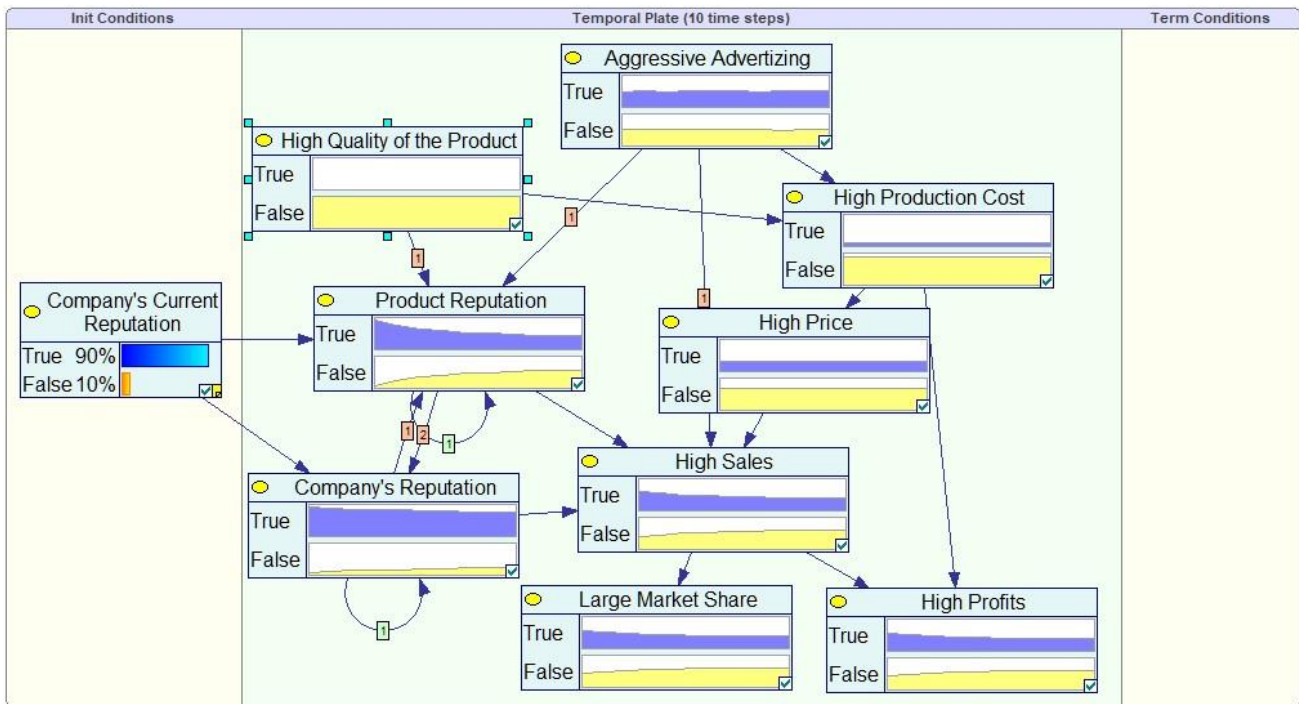 Init Conditions
Temporal Plate (10 time steps)
Term Conditions
Aggressive Advertizing
True
False
High Quality of the Product
True
False
High Production Cost
True
False
1
1
1
Company's Current
Reputation
True 90%
False 10%
Product Reputation
True
False
High Price
True
False
1
2
1
High Sales
True
False
Company's Reputation
True
False
1
Large Market Share
True
False
High Profits
True
False